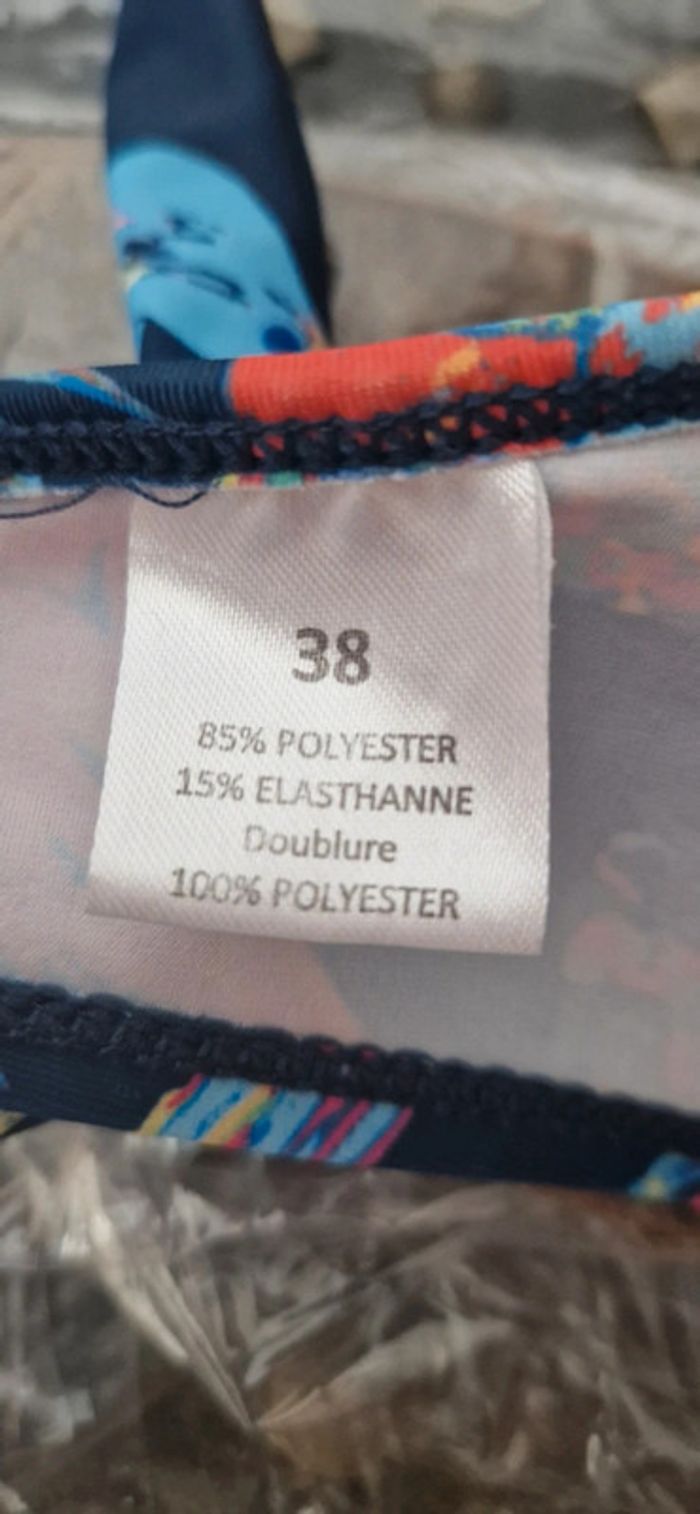 38
85% POLYESTER
15% ELASTHANNE
Doublure
100% POLYESTER